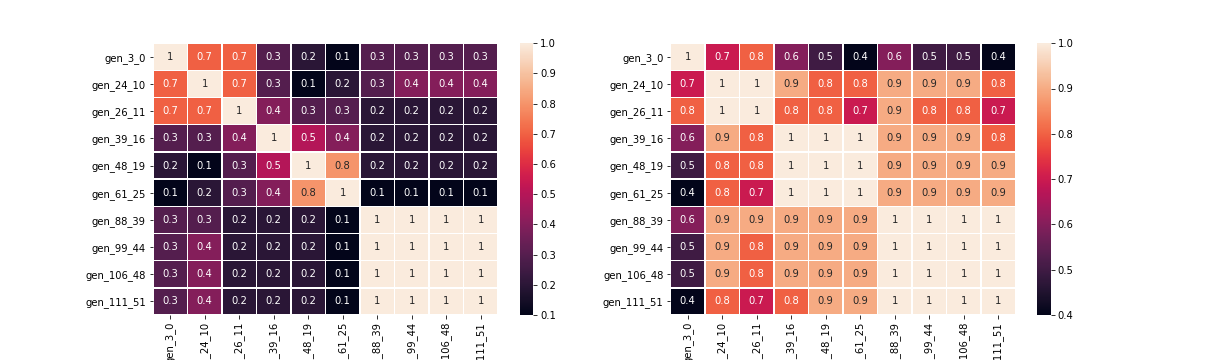 gen_3_0 1 0.7 0.7 0.3 0.2 0.1 0.3 0.3 0.3 0.3
gen_24_10 0.7 1 0.7 0.3 0.1 0.2 0.3 0.4 0.4 0.4
gen_26_11 0.7 0.7 1 0.4 0.3 0.3 0.2 0.2 0.2 0.2
gen_39_16 0.3 0.3 0.4 1 0.5 0.4 0.2 0.2 0.2 0.2
gen_48_19 0.2 0.1 0.3 0.5 1 0.8 0.2 0.2 0.2 0.2
gen_61_25 0.1 0.2 0.3 0.4 0.8 1 0.1 0.1 0.1 0.1
gen_88_39 0.3 0.3 0.2 0.2 0.2 0.1 1 1 1 1
gen_99_44 0.3 0.4 0.2 0.2 0.2 0.1 1 1 1 1
gen_106_48 0.3 0.4 0.2 0.2 0.2 0.1 1 1 1 1
gen_111_51 0.3 0.4 0.2 0.2 0.2 0.1 1 1 1 1
gen_3_0 _24_10 _26_11 _39_16 _48_19 _61_25 _88_39 _99_44 106_48 111_51
1.0
0.9
0.8
0.7
0.6
0.5
0.4
0.3
0.2
0.1
gen_3_0 1 0.7 0.8 0.6 0.5 0.4 0.6 0.5 0.5 0.4
gen_24_10 0.7 1 1 0.9 0.8 0.8 0.9 0.9 0.9 0.8
gen_26_11 0.8 1 1 0.8 0.8 0.7 0.9 0.8 0.8 0.7
gen_39_16 0.6 0.9 0.8 1 1 1 0.9 0.9 0.9 0.8
gen_48_19 0.5 0.8 0.8 1 1 1 0.9 0.9 0.9 0.9
gen_61_25 0.4 0.8 0.7 1 1 1 0.9 0.9 0.9 0.9
gen_88_39 0.6 0.9 0.9 0.9 0.9 0.9 1 1 1 1
gen_99_44 0.5 0.9 0.8 0.9 0.9 0.9 1 1 1 1
gen_106_48 0.5 0.9 0.8 0.9 0.9 0.9 1 1 1 1
gen_111_51 0.4 0.8 0.7 0.8 0.9 0.9 1 1 1 1
gen_3_0 _24_10 _26_11 _39_16 _48_19 _61_25 _88_39 _99_44 106_48 111_51
1.0
0.9
0.8
0.7
0.6
0.5
0.4